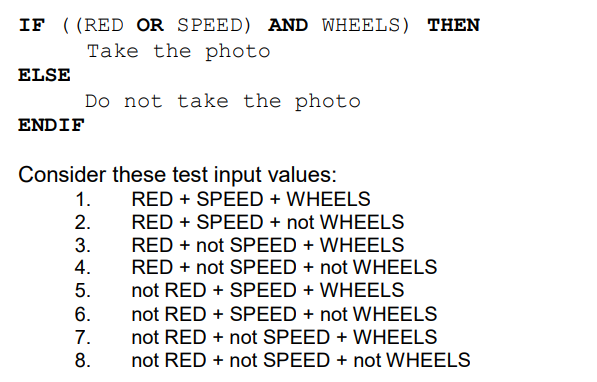 IF ((RED OR SPEED) AND WHEELS) THEN
Take the photo
ELSE
Do not take the photo
ENDIF
Consider these test input values:
1. RED + SPEED + WHEELS
2. RED + SPEED + not WHEELS
3. RED + not SPEED + WHEELS
4. RED + not SPEED + not WHEELS
5. not RED + SPEED + WHEELS
6. not RED + SPEED + not WHEELS
7. not RED + not SPEED + WHEELS
8. not RED + not SPEED + not WHEELS